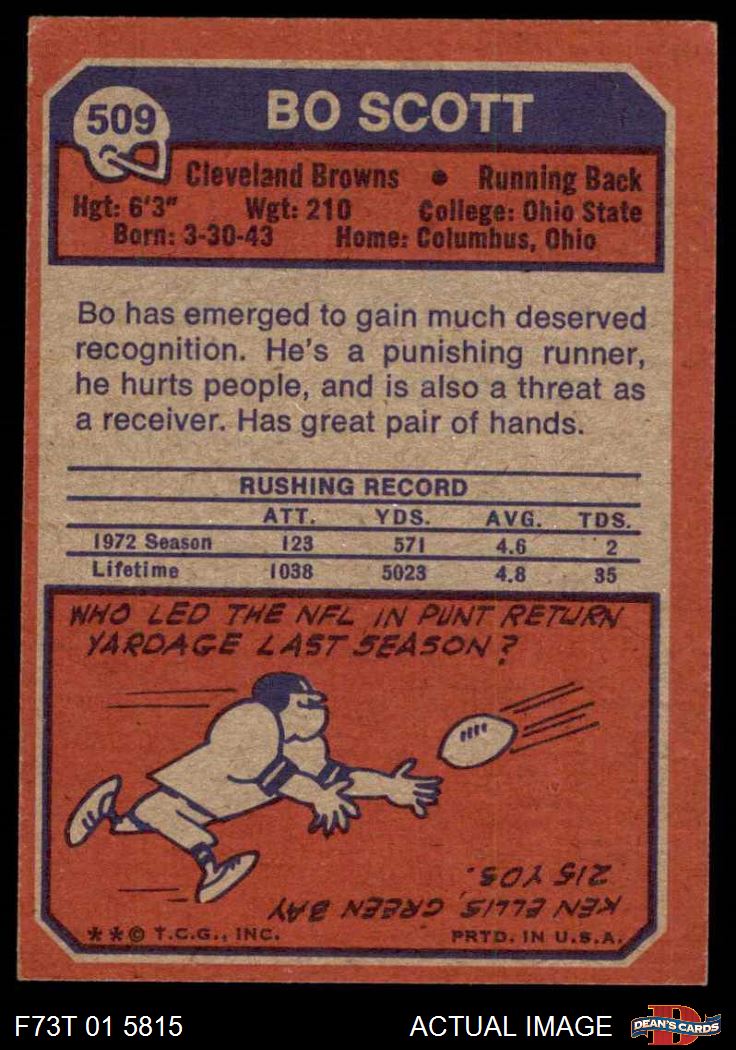 509
BO SCOTT
Cleveland Browns • Running Back
Hgt: 6'3" Wgt: 210 College: Ohio State
Born: 3-30-43 Home: Columbus, Ohio
Bo has emerged to gain much deserved
recognition. He's a punishing runner,
he hurts people, and is also a threat as
a receiver. Has great pair of hands.
RUSHING RECORD
ATT. YDS. AVG. TDS.
1972 Season 123 571 4.6 2
Lifetime 1038 5023 4.8 35
WHO LED THE NFL IN PUNT RETURN
YARDAGE LAST SEASON?
KEN ELLIS, GREEN BAY
215 YDS.
**© T.C.G., INC. PRTD. IN U.S.A.
F73T 01 5815 ACTUAL IMAGE D DEAN'S CARDS